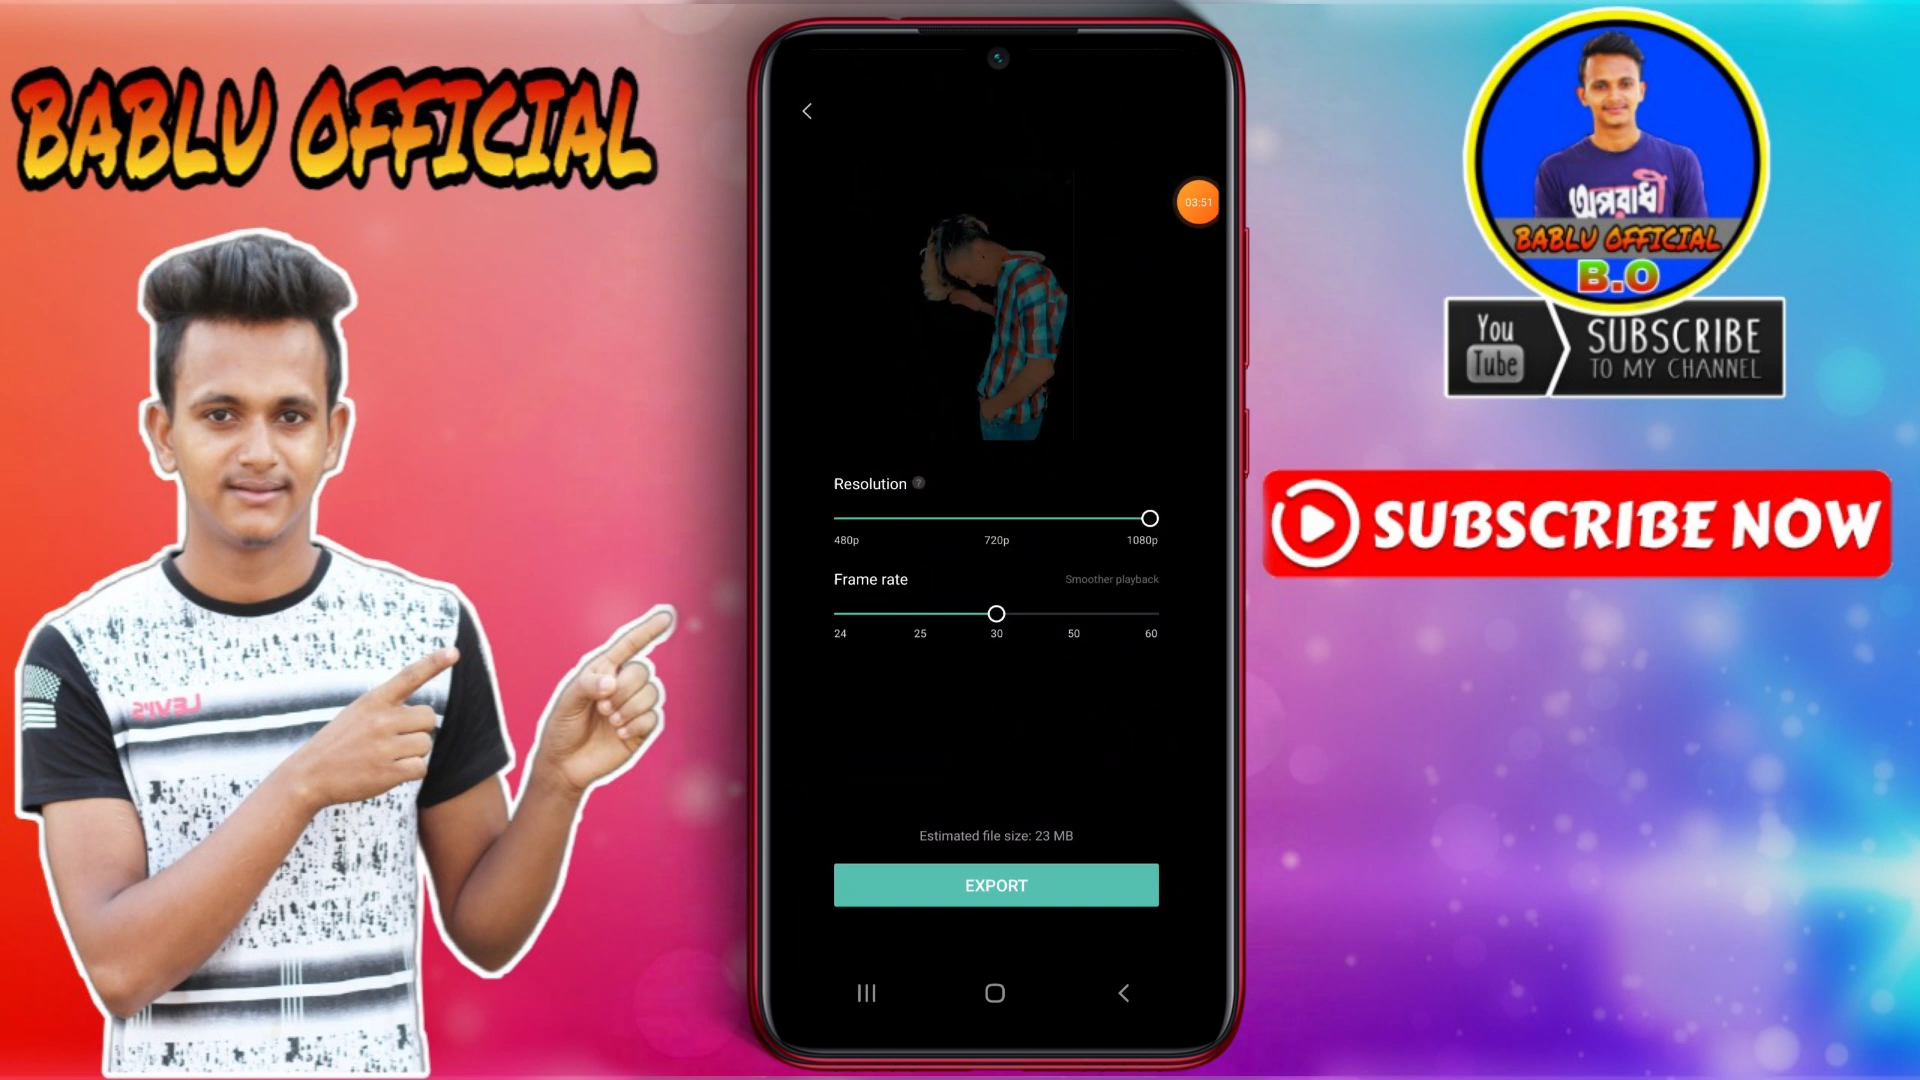 BABLU OFFICIAL
LEVI'S
03:51
Resolution ?
480p 720p 1080p
Frame rate Smoother playback
24 25 30 50 60
Estimated file size: 23 MB
EXPORT
অপরাধী
BABLU OFFICIAL
B.O
You
Tube
SUBSCRIBE
TO MY CHANNEL
SUBSCRIBE NOW